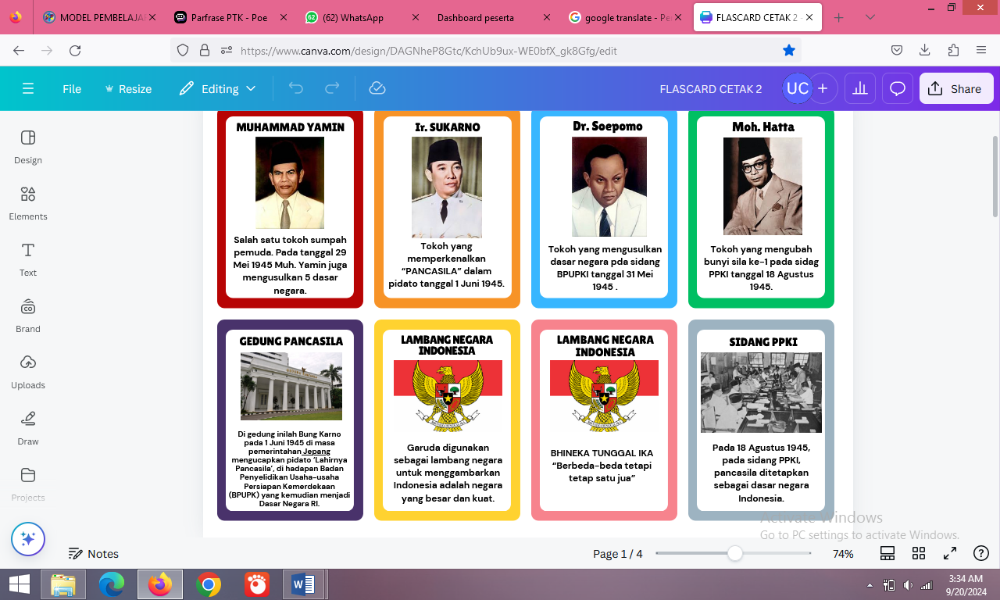 MODEL PEMBELAJA
Parfrase PTK - Poe
(62) WhatsApp
Dashboard peserta
google translate - Pe
FLASCARD CETAK 2 -
https://www.canva.com/design/DAGNheP8Gtc/KchUb9ux-WE0bfX_gk8Gfg/edit
File
Resize
Editing
FLASCARD CETAK 2
UC
Share
Design
Elements
Text
Brand
Uploads
Draw
Projects
MUHAMMAD YAMIN
Salah satu tokoh sumpah
pemuda. Pada tanggal 29
Mei 1945 Muh. Yamin juga
mengusulkan 5 dasar
negara.
Ir. SUKARNO
Tokoh yang
memperkenalkan
“PANCASILA” dalam
pidato tanggal 1 Juni 1945.
Dr. Soepomo
Tokoh yang mengusulkan
dasar negara pda sidang
BPUPKI tanggal 31 Mei
1945 .
Moh. Hatta
Tokoh yang mengubah
bunyi sila ke-1 pada sidag
PPKI tanggal 18 Agustus
1945.
GEDUNG PANCASILA
Di gedung inilah Bung Karno
pada 1 Juni 1945 di masa
pemerintahan Jepang
mengucapkan pidato ‘Lahirnya
Pancasila’, di hadapan Badan
Penyelidikan Usaha-usaha
Persiapan Kemerdekaan
(BPUPK) yang kemudian menjadi
Dasar Negara RI.
LAMBANG NEGARA
INDONESIA
Garuda digunakan
sebagai lambang negara
untuk menggambarkan
Indonesia adalah negara
yang besar dan kuat.
LAMBANG NEGARA
INDONESIA
BHINEKA TUNGGAL IKA
“Berbeda-beda tetapi
tetap satu jua”
SIDANG PPKI
Pada 18 Agustus 1945,
pada sidang PPKI,
pancasila ditetapkan
sebagai dasar negara
Indonesia.
Activate Windows
Go to PC settings to activate Windows.
Notes
Page 1 / 4
74%
3:34 AM
9/20/2024